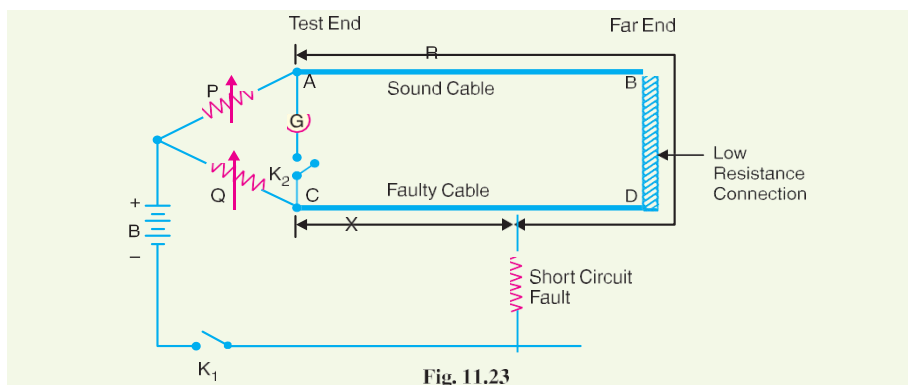 Test End
Far End
R
A
B
P
Sound Cable
G
Low
Resistance
Connection
K2
Q
C
Faulty Cable
D
+
B
–
X
Short Circuit
Fault
K1
Fig. 11.23